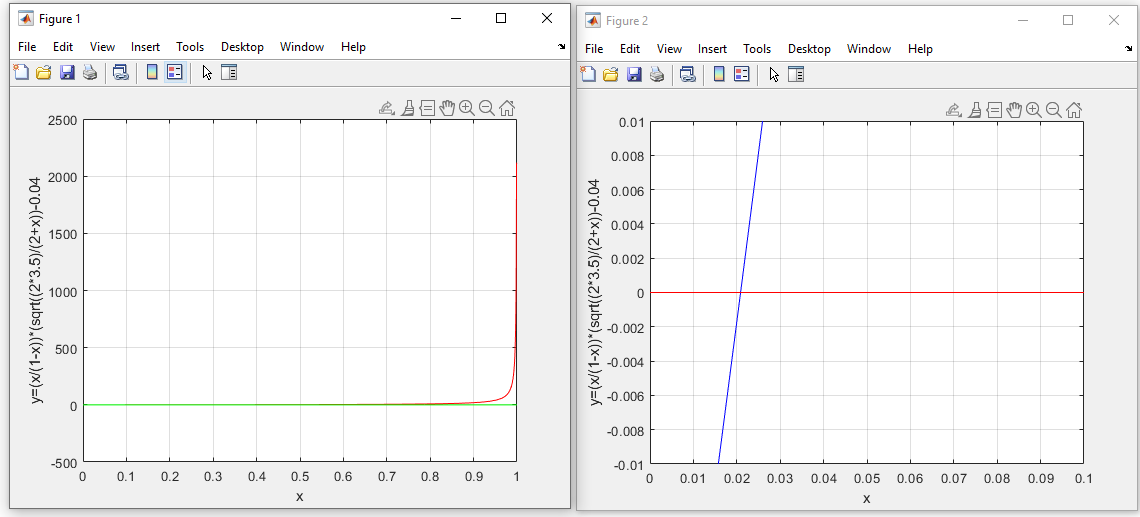 Figure 1
File Edit View Insert Tools Desktop Window Help
2500
2000
1500
1000
500
0
-500
y=(x/(1-x))*(sqrt((2*3.5)/(2+x))-0.04
0 0.1 0.2 0.3 0.4 0.5 0.6 0.7 0.8 0.9 1
x
Figure 2
File Edit View Insert Tools Desktop Window Help
0.01
0.008
0.006
0.004
0.002
0
-0.002
-0.004
-0.006
-0.008
-0.01
y=(x/(1-x))*(sqrt((2*3.5)/(2+x))-0.04
0 0.01 0.02 0.03 0.04 0.05 0.06 0.07 0.08 0.09 0.1
x